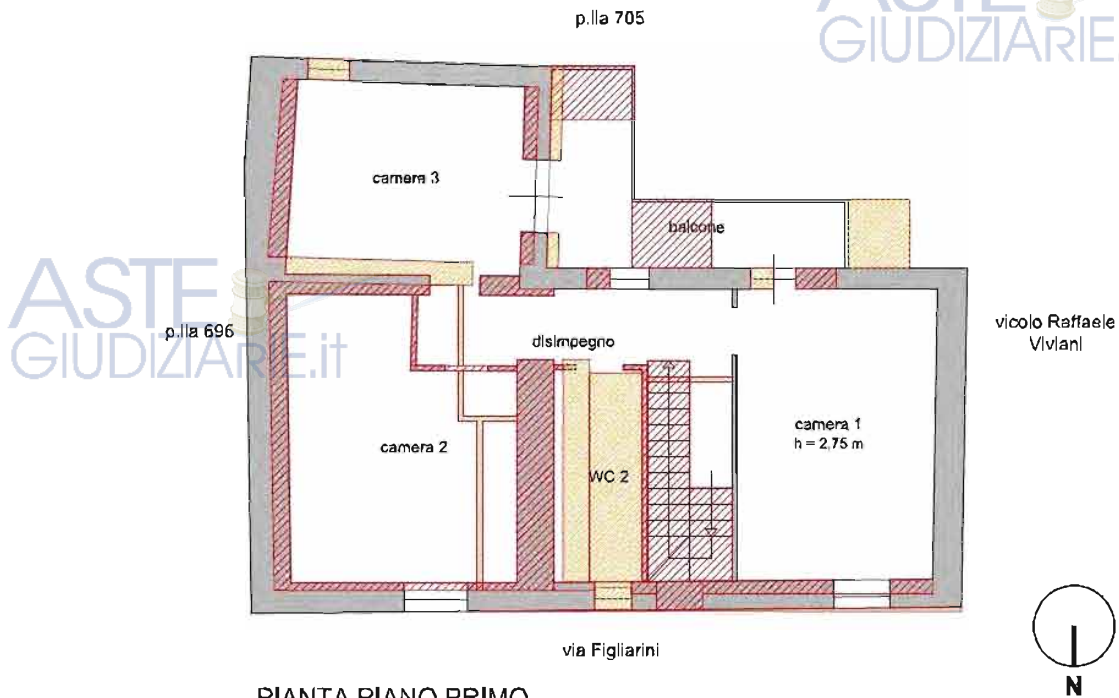 p.lla 705
ASTE
GIUDIZIARIE
camera 3
balcone
ASTE
GIUDIZIARIE.it
p.lla 696
disimpegno
vicolo Raffaele
Viviani
camera 1
h = 2,75 m
camera 2
WC 2
via Figliarini
N
PIANTA PIANO PRIMO